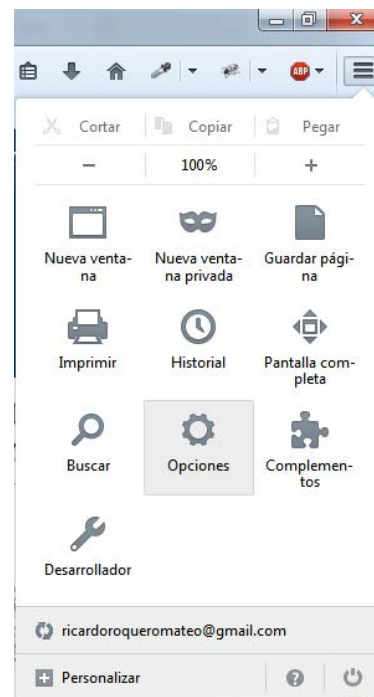 ABP
Cortar Copiar Pegar
− 100% +
Nueva venta-
na
Nueva venta-
na privada
Guardar pági-
na
Imprimir
Historial
Pantalla com-
pleta
Buscar
Opciones
Complemen-
tos
Desarrollador
ricardoroqueromateo@gmail.com
Personalizar